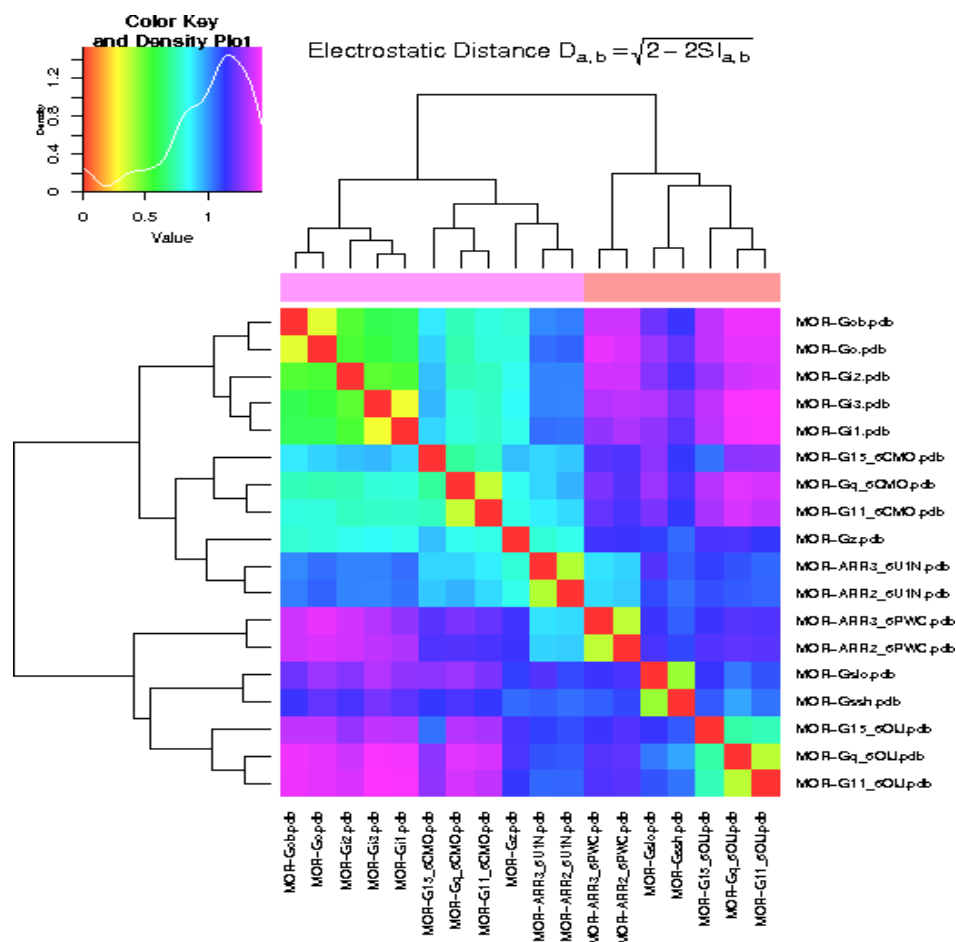 Color Key
and Density Plot
Density
0 0.4 0.8 1.2
0 0.5 1
Value
Electrostatic Distance Dₐ,b = √2 − 2SIₐ,b
MOR-Gob.pdb
MOR-Go.pdb
MOR-Gi2.pdb
MOR-Gi3.pdb
MOR-Gi1.pdb
MOR-G15_6CMO.pdb
MOR-Gq_6CMO.pdb
MOR-G11_6CMO.pdb
MOR-Gz.pdb
MOR-ARR3_6U1N.pdb
MOR-ARR2_6U1N.pdb
MOR-ARR3_6PWC.pdb
MOR-ARR2_6PWC.pdb
MOR-Gslo.pdb
MOR-Gssh.pdb
MOR-G15_6OIJ.pdb
MOR-Gq_6OIJ.pdb
MOR-G11_6OIJ.pdb
MOR-Gob.pdb
MOR-Go.pdb
MOR-Gi2.pdb
MOR-Gi3.pdb
MOR-Gi1.pdb
MOR-G15_6CMO.pdb
MOR-Gq_6CMO.pdb
MOR-G11_6CMO.pdb
MOR-Gz.pdb
MOR-ARR3_6U1N.pdb
MOR-ARR2_6U1N.pdb
MOR-ARR3_6PWC.pdb
MOR-ARR2_6PWC.pdb
MOR-Gslo.pdb
MOR-Gssh.pdb
MOR-G15_6OIJ.pdb
MOR-Gq_6OIJ.pdb
MOR-G11_6OIJ.pdb